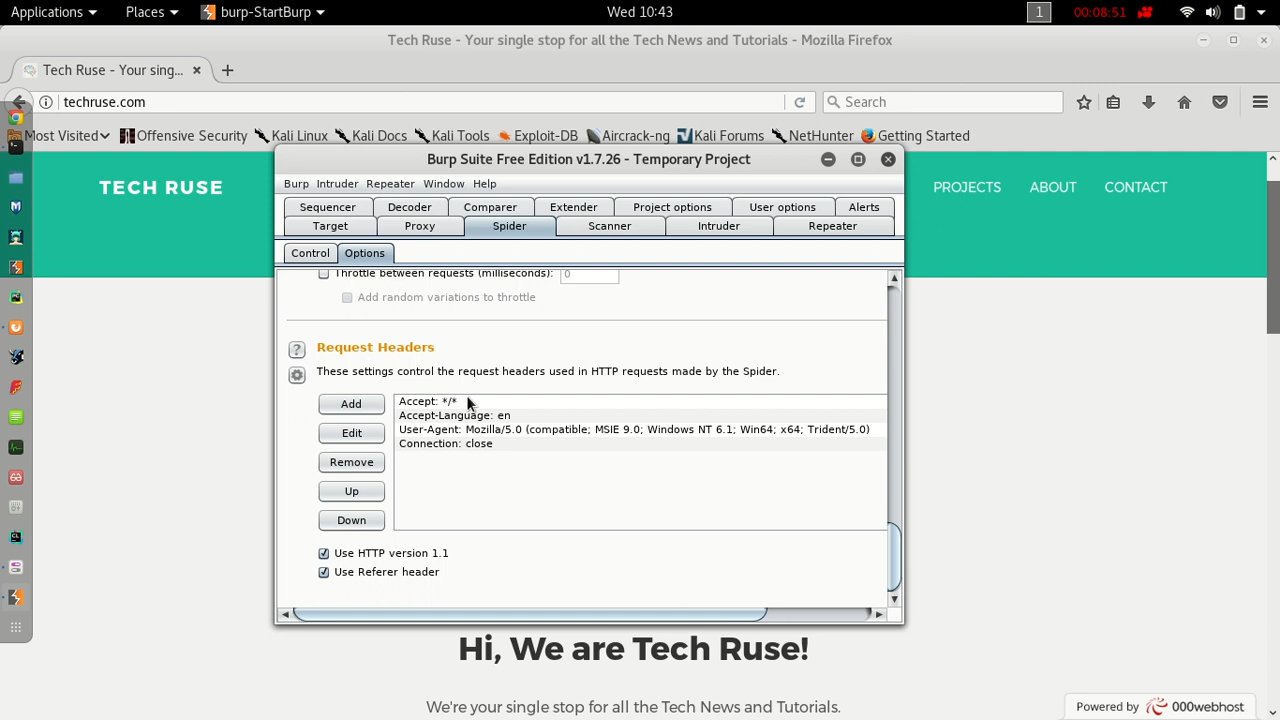 Applications Places burp-StartBurp Wed 10:43 1 00:08:51
Tech Ruse - Your single stop for all the Tech News and Tutorials - Mozilla Firefox
Tech Ruse - Your sing...
techruse.com Search
Most Visited Offensive Security Kali Linux Kali Docs Kali Tools Exploit-DB Aircrack-ng Kali Forums NetHunter Getting Started
TECH RUSE PROJECTS ABOUT CONTACT
Burp Suite Free Edition v1.7.26 - Temporary Project
Burp Intruder Repeater Window Help
Sequencer Decoder Comparer Extender Project options User options Alerts
Target Proxy Spider Scanner Intruder Repeater
Control Options
Throttle between requests (milliseconds): 0
Add random variations to throttle
? Request Headers
These settings control the request headers used in HTTP requests made by the Spider.
Add
Edit
Remove
Up
Down
Accept: */*
Accept-Language: en
User-Agent: Mozilla/5.0 (compatible; MSIE 9.0; Windows NT 6.1; Win64; x64; Trident/5.0)
Connection: close
Use HTTP version 1.1
Use Referer header
Hi, We are Tech Ruse!
We're your single stop for all the Tech News and Tutorials.
Powered by 000webhost